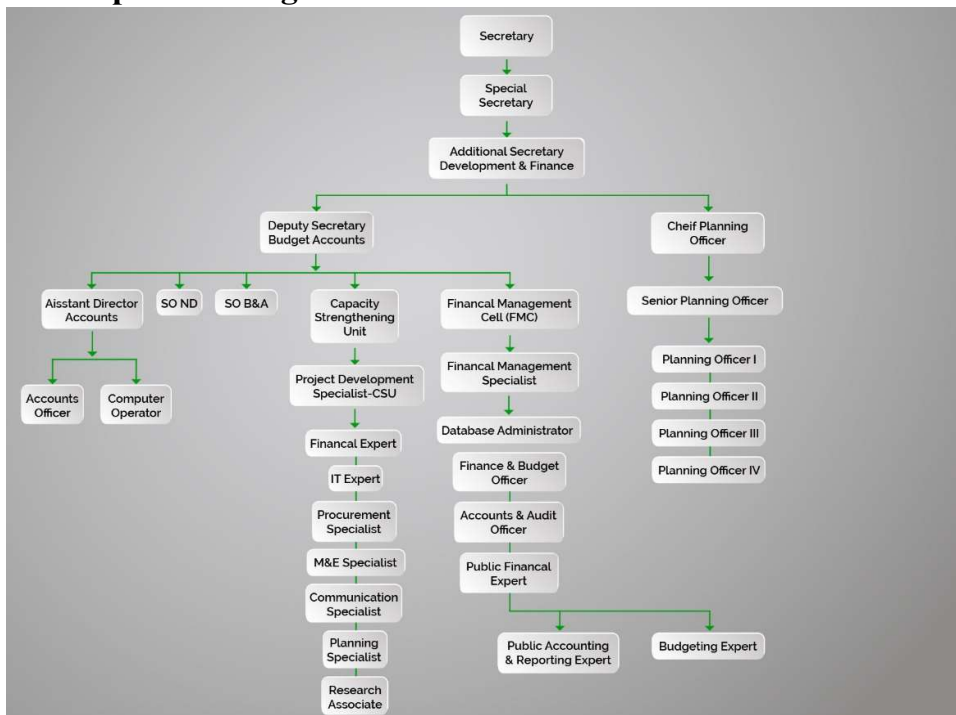 Secretary
Special
Secretary
Additional Secretary
Development & Finance
Deputy Secretary
Budget Accounts
Cheif Planning
Officer
Aisstant Director
Accounts
SO ND
SO B&A
Capacity
Strengthening
Unit
Financal Management
Cell (FMC)
Senior Planning Officer
Accounts
Officer
Computer
Operator
Project Development
Specialist-CSU
Financal Expert
IT Expert
Procurement
Specialist
M&E Specialist
Communication
Specialist
Planning
Specialist
Research
Associate
Financal Management
Specialist
Database Administrator
Finance & Budget
Officer
Accounts & Audit
Officer
Public Financal
Expert
Public Accounting
& Reporting Expert
Budgeting Expert
Planning Officer I
Planning Officer II
Planning Officer III
Planning Officer IV